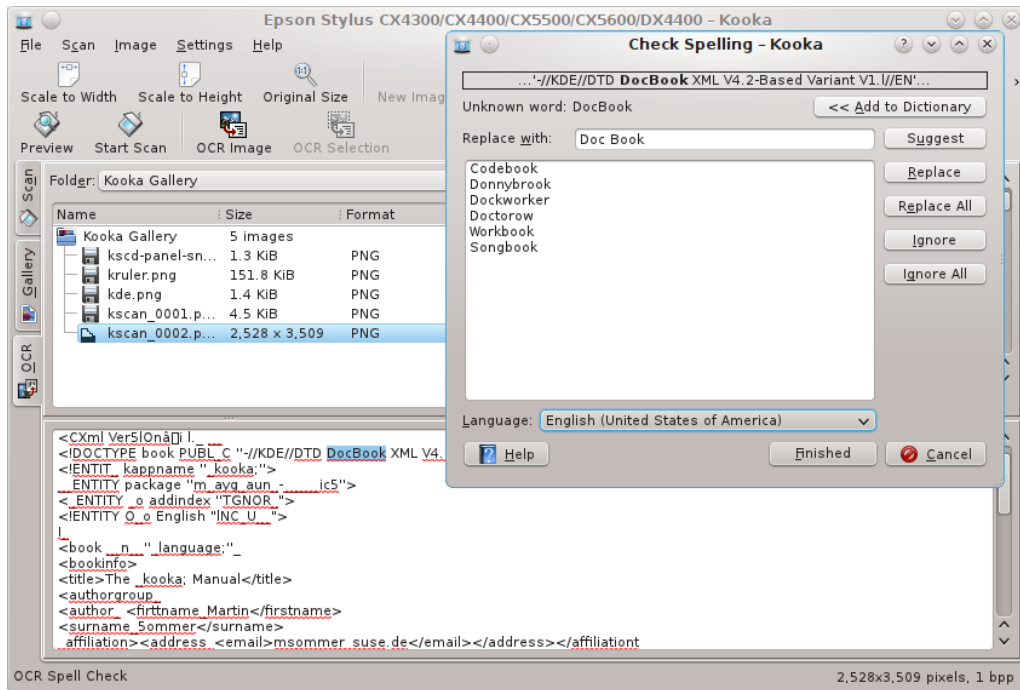 Epson Stylus CX4300/CX4400/CX5500/CX5600/DX4400 – Kooka
File Scan Image Settings Help
Scale to Width Scale to Height Original Size New Imag
Preview Start Scan OCR Image OCR Selection
Scan
Gallery
OCR
Folder: Kooka Gallery
Name Size Format
Kooka Gallery 5 images
kscd-panel-sn... 1.3 KiB PNG
kruler.png 151.8 KiB PNG
kde.png 1.4 KiB PNG
kscan_0001.p... 4.5 KiB PNG
kscan_0002.p... 2,528 x 3,509 PNG
Check Spelling – Kooka
...'-//KDE//DTD DocBook XML V4.2-Based Variant V1.l//EN'...
Unknown word: DocBook
<< Add to Dictionary
Replace with: Doc Book
Suggest
Codebook
Donnybrook
Dockworker
Doctorow
Workbook
Songbook
Replace
Replace All
Ignore
Ignore All
Language: English (United States of America)
Help Finished Cancel
<CXml Ver5lOnâ▯i l._ __
<!DOCTYPE book PUBL_C "-//KDE//DTD DocBook XML V4.
<!ENTIT_ kappname "_kooka;">
__ENTITY package "m_ayg_aun_-_____ic5">
<_ENTITY _o addindex "TGNOR_">
<!ENTITY O_o English "lNC_U__">
l_
<book __n__"_language;"_
<bookinfo>
<title>The _kooka; Manual</title>
<authorgroup_
<author_ <firttname_Martin</firstname>
<surname_5ommer</surname>
_affiliation><address_<email>msommer_suse.de</email></address></affiliationt
OCR Spell Check
2,528x3,509 pixels, 1 bpp